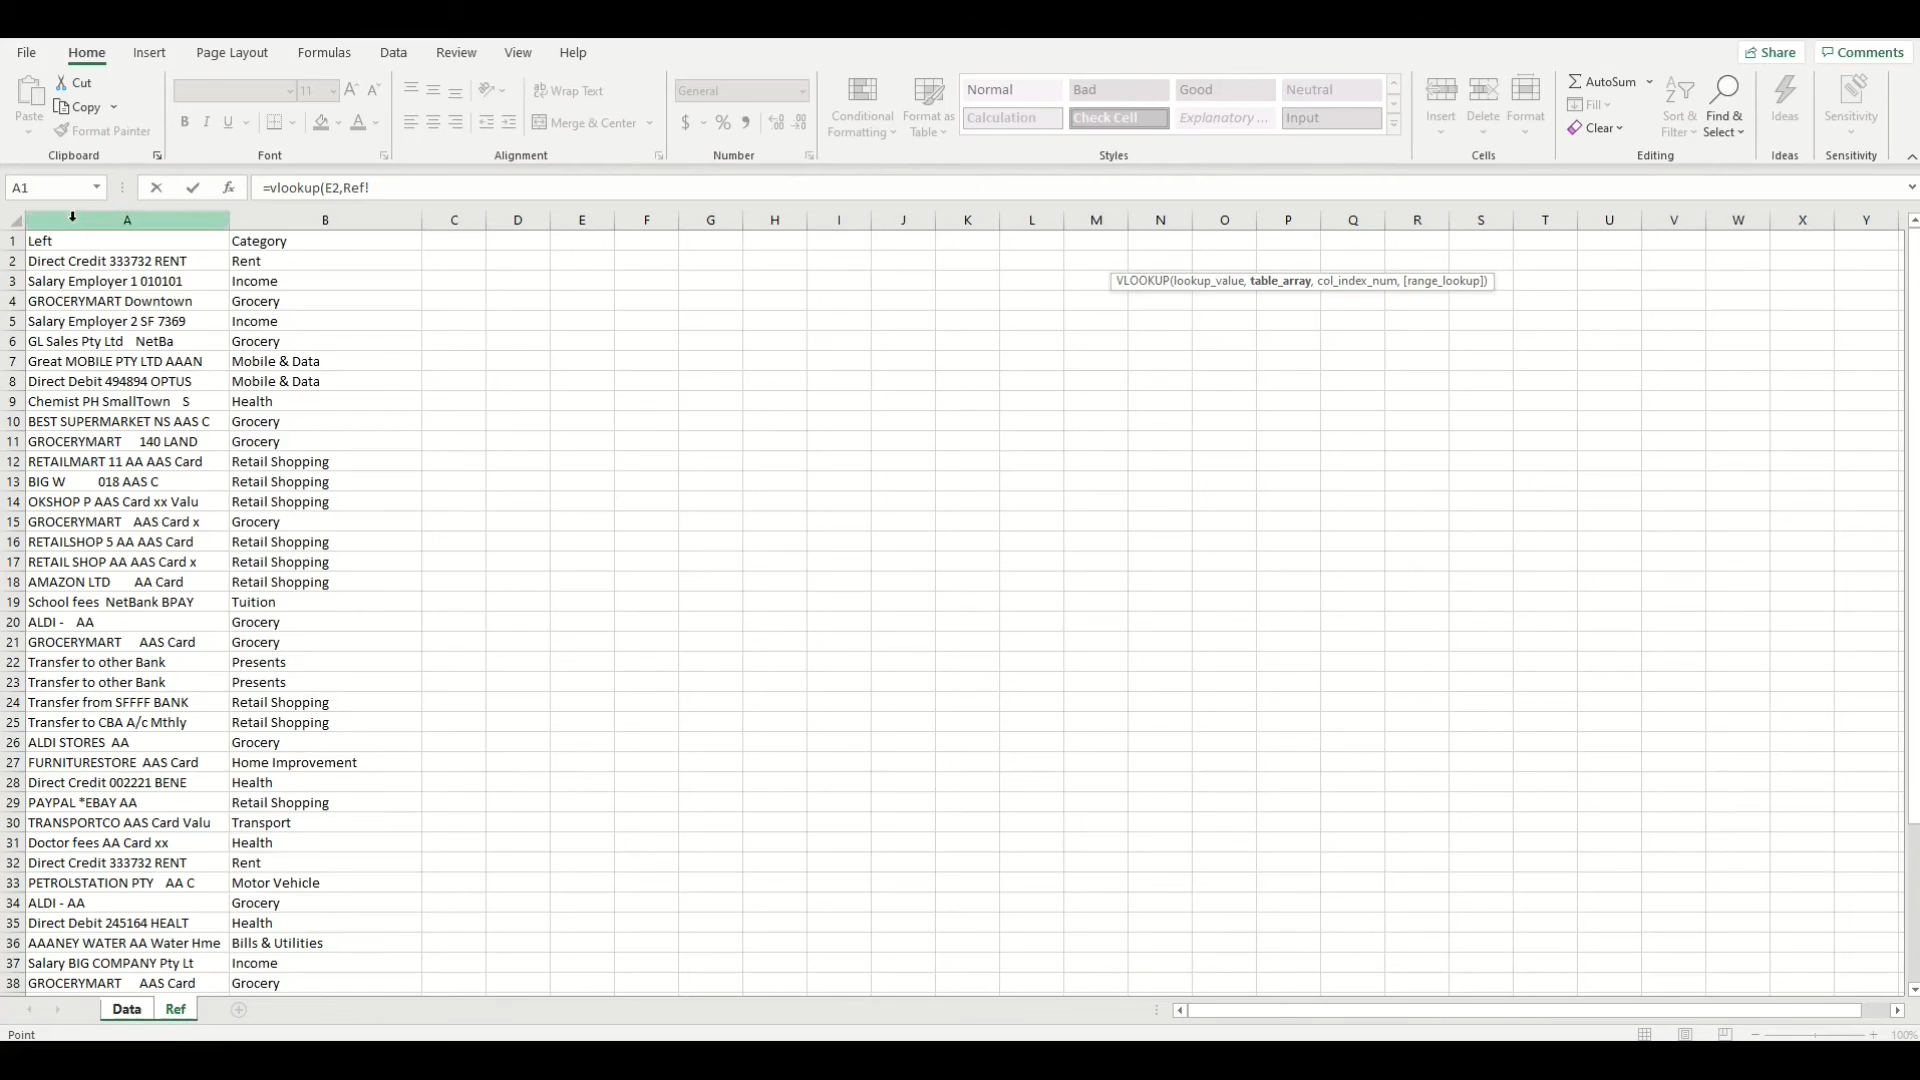 File Home Insert Page Layout Formulas Data Review View Help Share Comments
Paste Cut Copy Format Painter Clipboard
11 B I U Font
Wrap Text Merge & Center Alignment
General $ % Number
Conditional Formatting Format as Table
Normal Bad Good Neutral
Calculation Check Cell Explanatory ... Input
Styles
Insert Delete Format Cells
AutoSum Fill Clear Sort & Filter Find & Select Editing
Ideas Ideas
Sensitivity Sensitivity
A1 fx =vlookup(E2,Ref!
A B C D E F G H I J K L M N O P Q R S T U V W X Y
1 Left Category
2 Direct Credit 333732 RENT Rent
3 Salary Employer 1 010101 Income
VLOOKUP(lookup_value, table_array, col_index_num, [range_lookup])
4 GROCERYMART Downtown Grocery
5 Salary Employer 2 SF 7369 Income
6 GL Sales Pty Ltd NetBa Grocery
7 Great MOBILE PTY LTD AAAN Mobile & Data
8 Direct Debit 494894 OPTUS Mobile & Data
9 Chemist PH SmallTown S Health
10 BEST SUPERMARKET NS AAS C Grocery
11 GROCERYMART 140 LAND Grocery
12 RETAILMART 11 AA AAS Card Retail Shopping
13 BIG W 018 AAS C Retail Shopping
14 OKSHOP P AAS Card xx Valu Retail Shopping
15 GROCERYMART AAS Card x Grocery
16 RETAILSHOP 5 AA AAS Card Retail Shopping
17 RETAIL SHOP AA AAS Card x Retail Shopping
18 AMAZON LTD AA Card Retail Shopping
19 School fees NetBank BPAY Tuition
20 ALDI - AA Grocery
21 GROCERYMART AAS Card Grocery
22 Transfer to other Bank Presents
23 Transfer to other Bank Presents
24 Transfer from SFFFF BANK Retail Shopping
25 Transfer to CBA A/c Mthly Retail Shopping
26 ALDI STORES AA Grocery
27 FURNITURESTORE AAS Card Home Improvement
28 Direct Credit 002221 BENE Health
29 PAYPAL *EBAY AA Retail Shopping
30 TRANSPORTCO AAS Card Valu Transport
31 Doctor fees AA Card xx Health
32 Direct Credit 333732 RENT Rent
33 PETROLSTATION PTY AA C Motor Vehicle
34 ALDI - AA Grocery
35 Direct Debit 245164 HEALT Health
36 AAANEY WATER AA Water Hme Bills & Utilities
37 Salary BIG COMPANY Pty Lt Income
38 GROCERYMART AAS Card Grocery
Data Ref
Point 100%